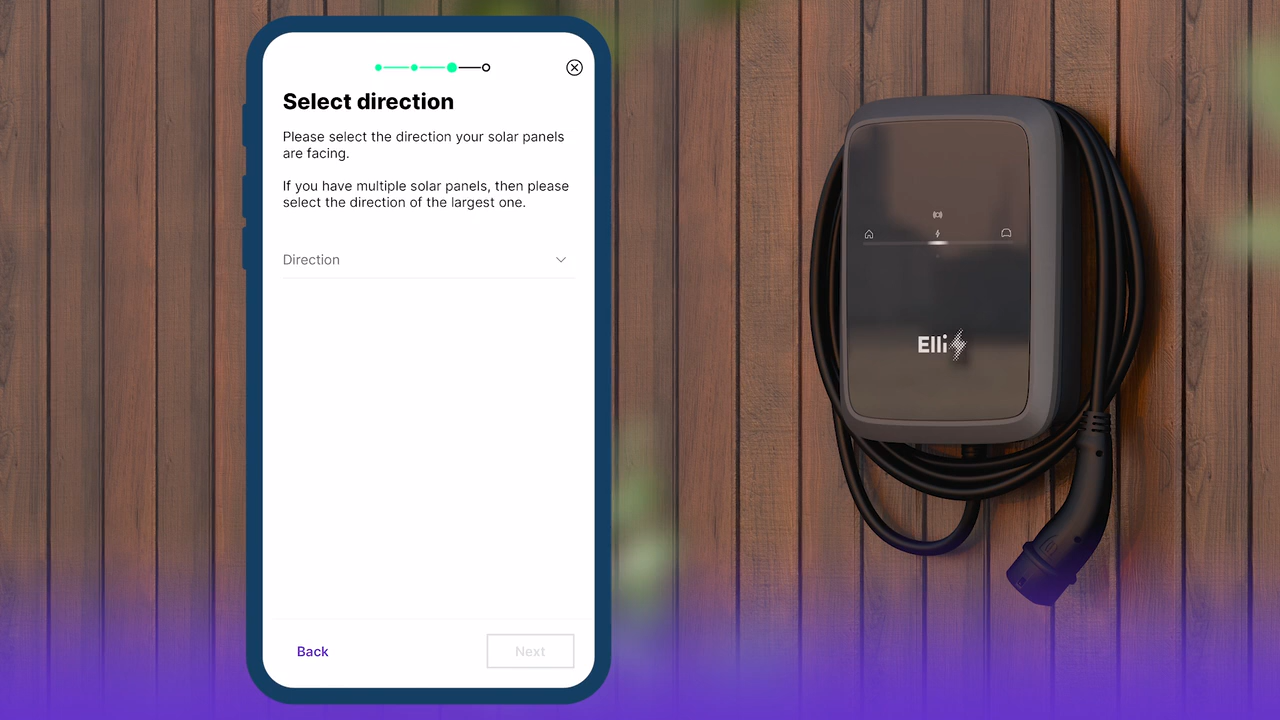 Select direction
Please select the direction your solar panels
are facing.
If you have multiple solar panels, then please
select the direction of the largest one.
Direction
Back
Next
Elli